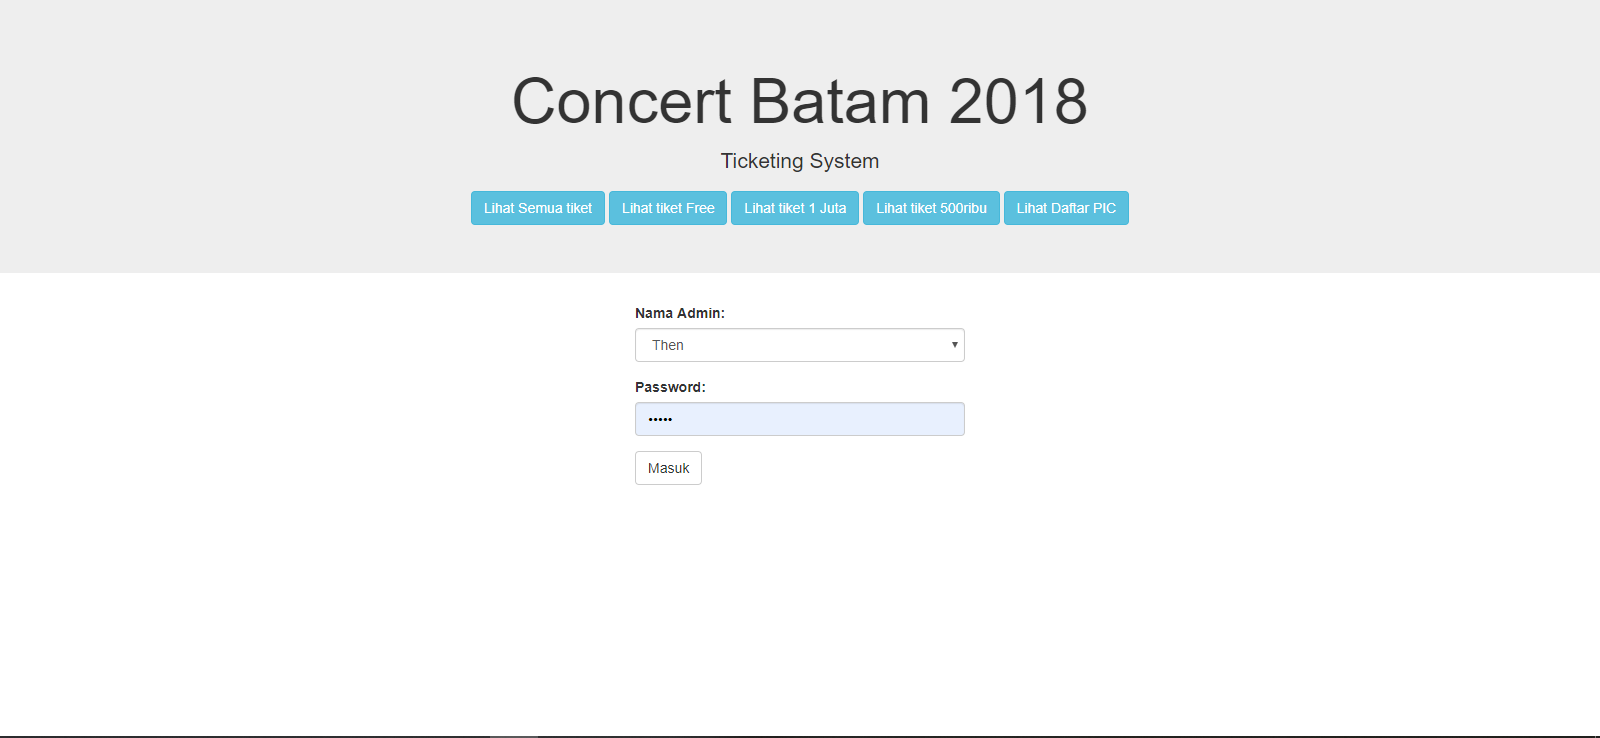 Concert Batam 2018
Ticketing System
Lihat Semua tiket Lihat tiket Free Lihat tiket 1 Juta Lihat tiket 500ribu Lihat Daftar PIC
Nama Admin:
Then
Password:
•••••
Masuk